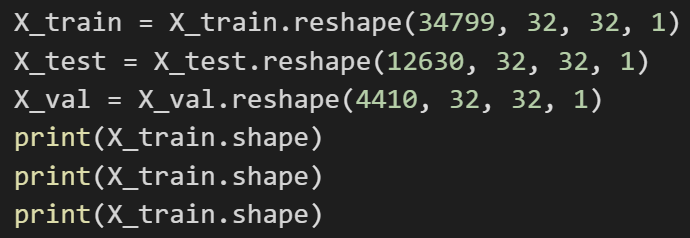 X_train = X_train.reshape(34799, 32, 32, 1)
X_test = X_test.reshape(12630, 32, 32, 1)
X_val = X_val.reshape(4410, 32, 32, 1)
print(X_train.shape)
print(X_train.shape)
print(X_train.shape)